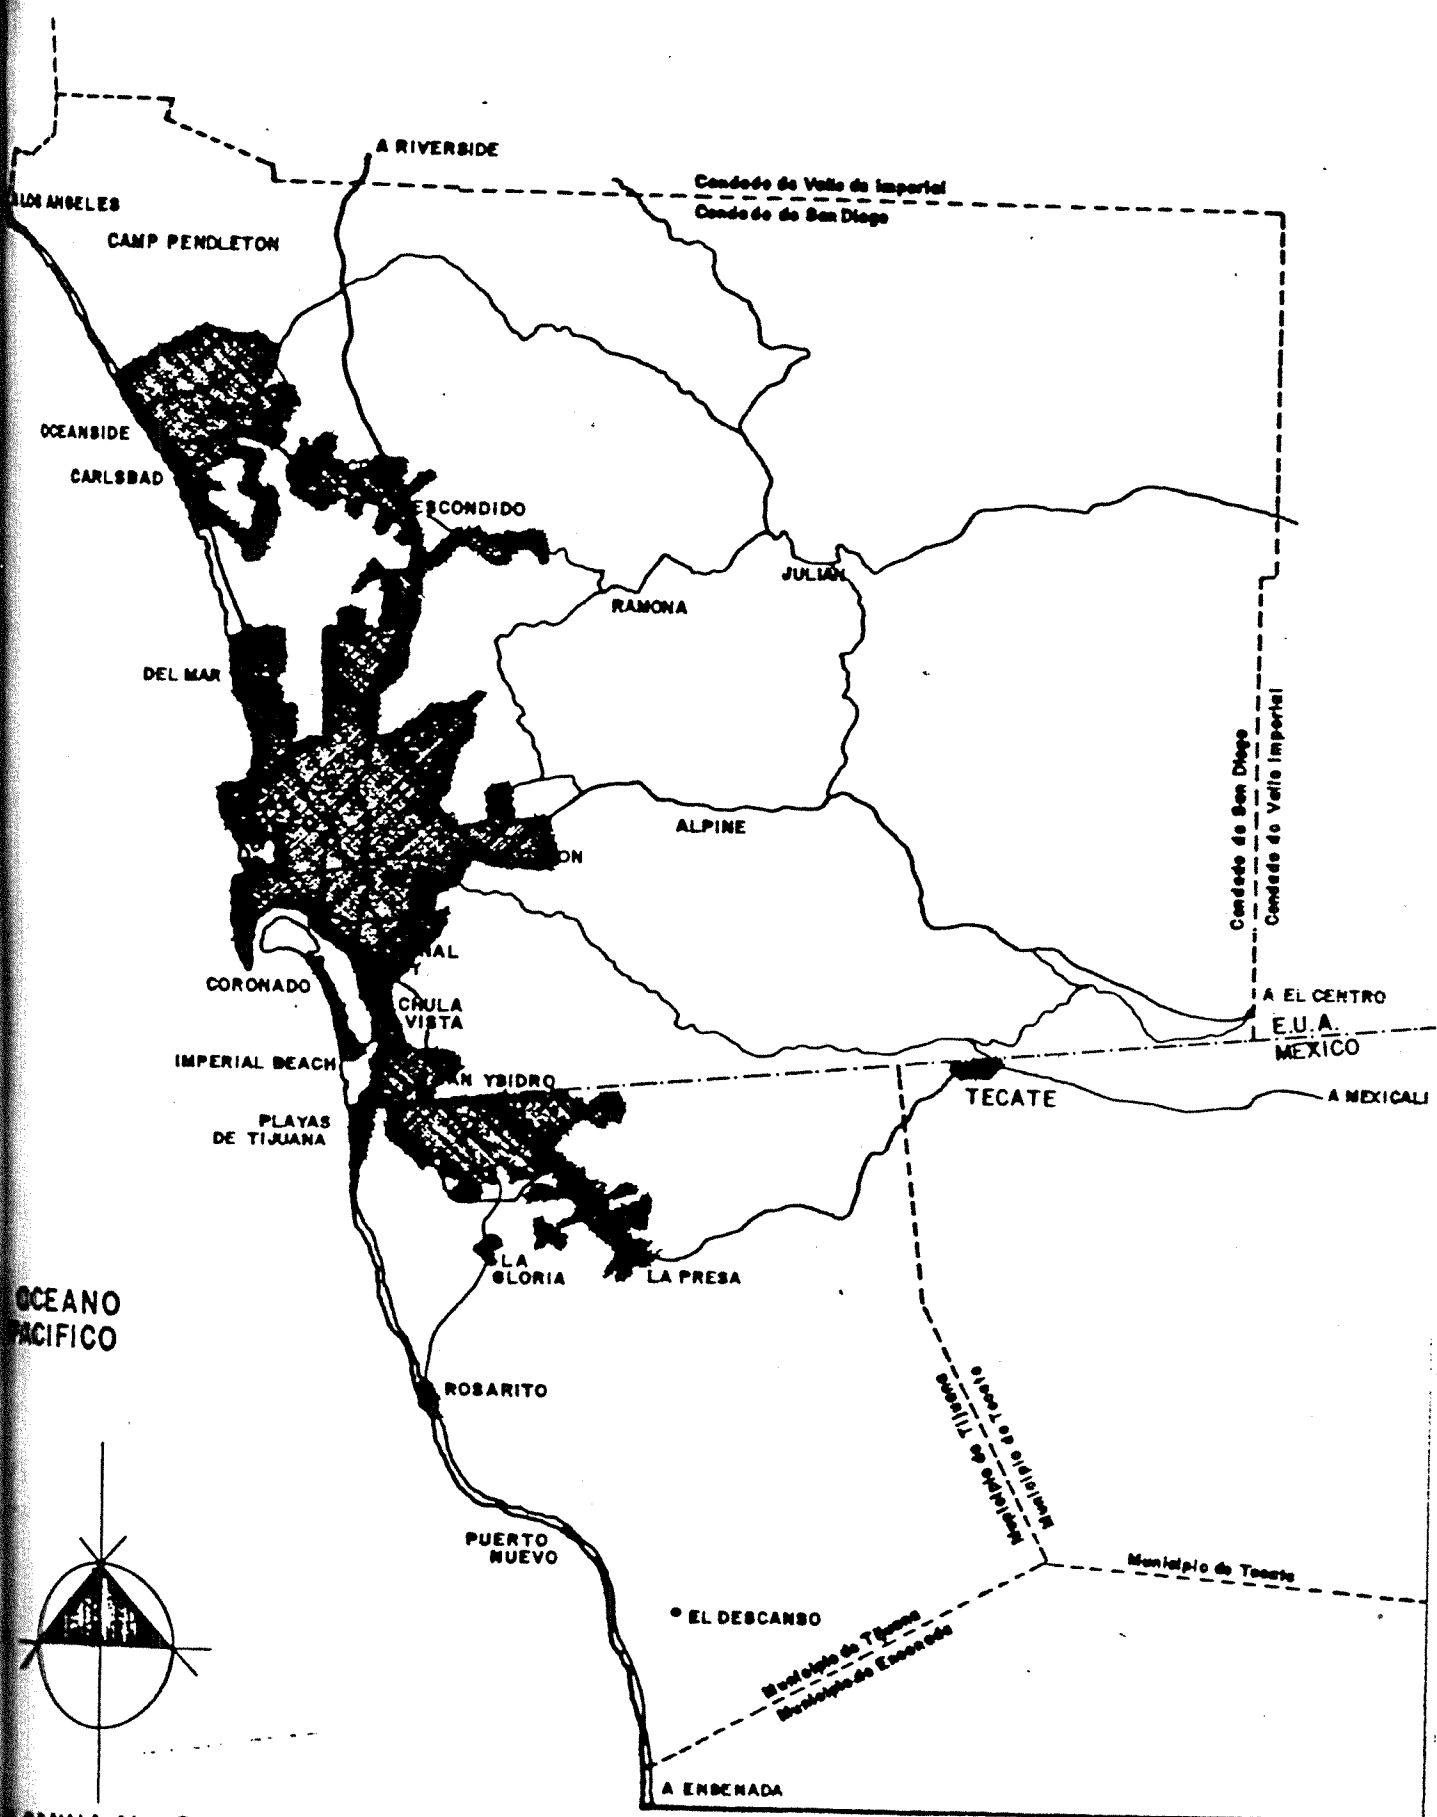 A RIVERSIDE
Condado de Valle de Imperial
Condado de San Diego
LOS ANGELES
CAMP PENDLETON
OCEANSIDE
CARLSBAD
ESCONDIDO
JULIAN
RAMONA
DEL MAR
Condado de San Diego
Condado de Valle Imperial
ALPINE
CORONADO
CHULA
VISTA
A EL CENTRO
E.U.A.
MEXICO
IMPERIAL BEACH
AN YSIDRO
TECATE
A MEXICALI
PLAYAS
DE TIJUANA
LA
GLORIA
LA PRESA
OCEANO
PACIFICO
ROSARITO
Municipio de Tijuana
Municipio de Tecate
PUERTO
NUEVO
Municipio de Tecate
EL DESCANSO
Municipio de Tijuana
Municipio de Ensenada
A ENSENADA